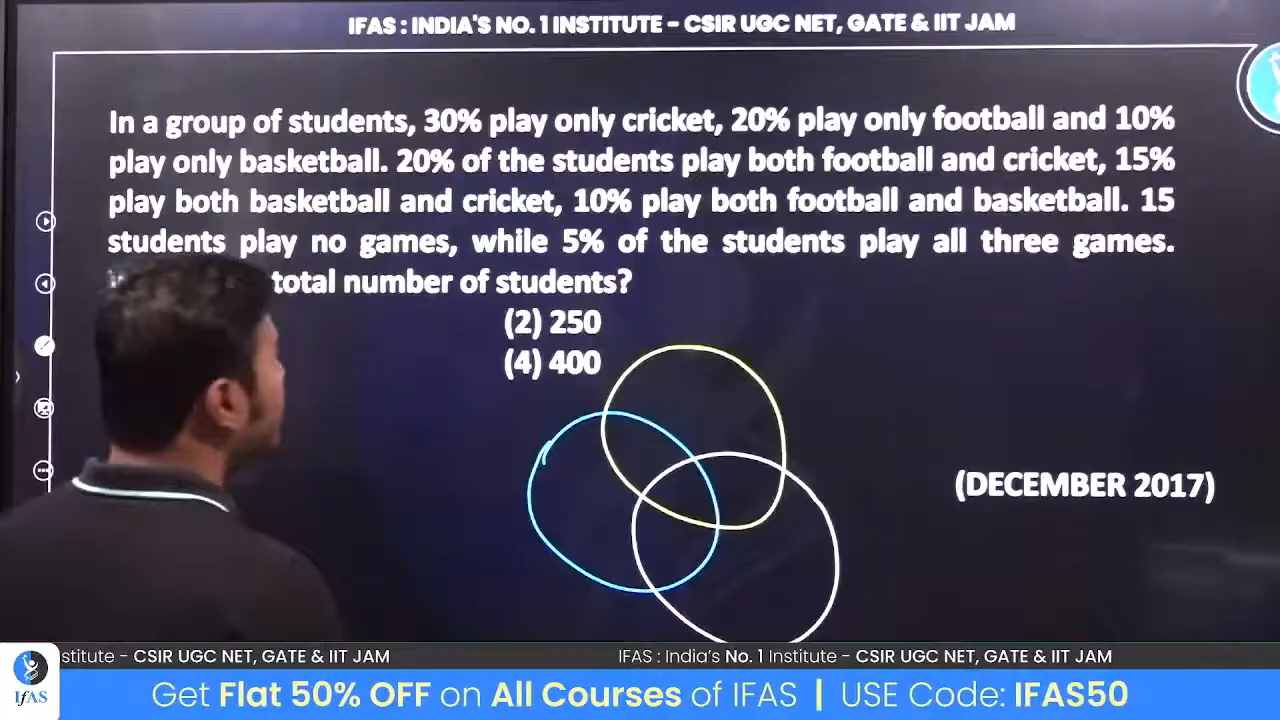 IFAS : INDIA'S NO. 1 INSTITUTE – CSIR UGC NET, GATE & IIT JAM
In a group of students, 30% play only cricket, 20% play only football and 10%
play only basketball. 20% of the students play both football and cricket, 15%
play both basketball and cricket, 10% play both football and basketball. 15
students play no games, while 5% of the students play all three games.
total number of students?
(2) 250
(4) 400
(DECEMBER 2017)
stitute – CSIR UGC NET, GATE & IIT JAM
IFAS : India's No. 1 Institute – CSIR UGC NET, GATE & IIT JAM
IfAS
Get Flat 50% OFF on All Courses of IFAS | USE Code: IFAS50